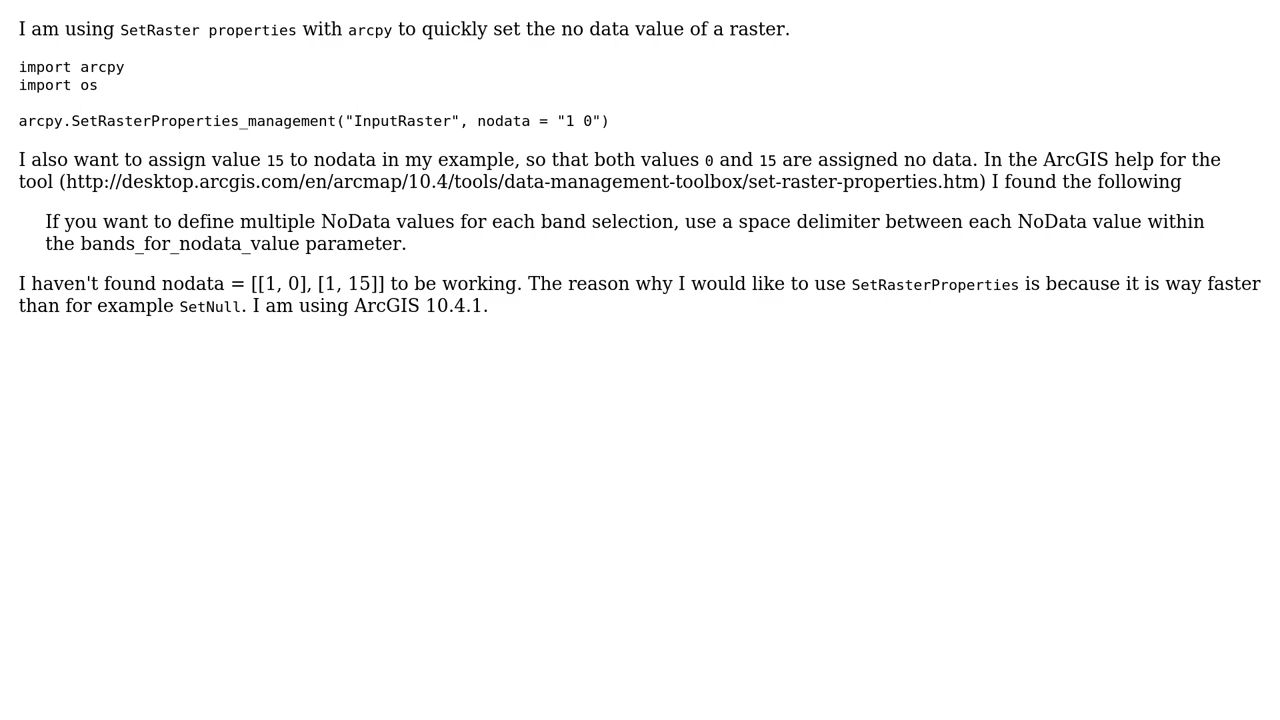 I am using SetRaster properties with arcpy to quickly set the no data value of a raster.
import arcpy
import os
arcpy.SetRasterProperties_management("InputRaster", nodata = "1 0")
I also want to assign value 15 to nodata in my example, so that both values 0 and 15 are assigned no data. In the ArcGIS help for the
tool (http://desktop.arcgis.com/en/arcmap/10.4/tools/data-management-toolbox/set-raster-properties.htm) I found the following
If you want to define multiple NoData values for each band selection, use a space delimiter between each NoData value within
the bands_for_nodata_value parameter.
I haven't found nodata = [[1, 0], [1, 15]] to be working. The reason why I would like to use SetRasterProperties is because it is way faster
than for example SetNull. I am using ArcGIS 10.4.1.